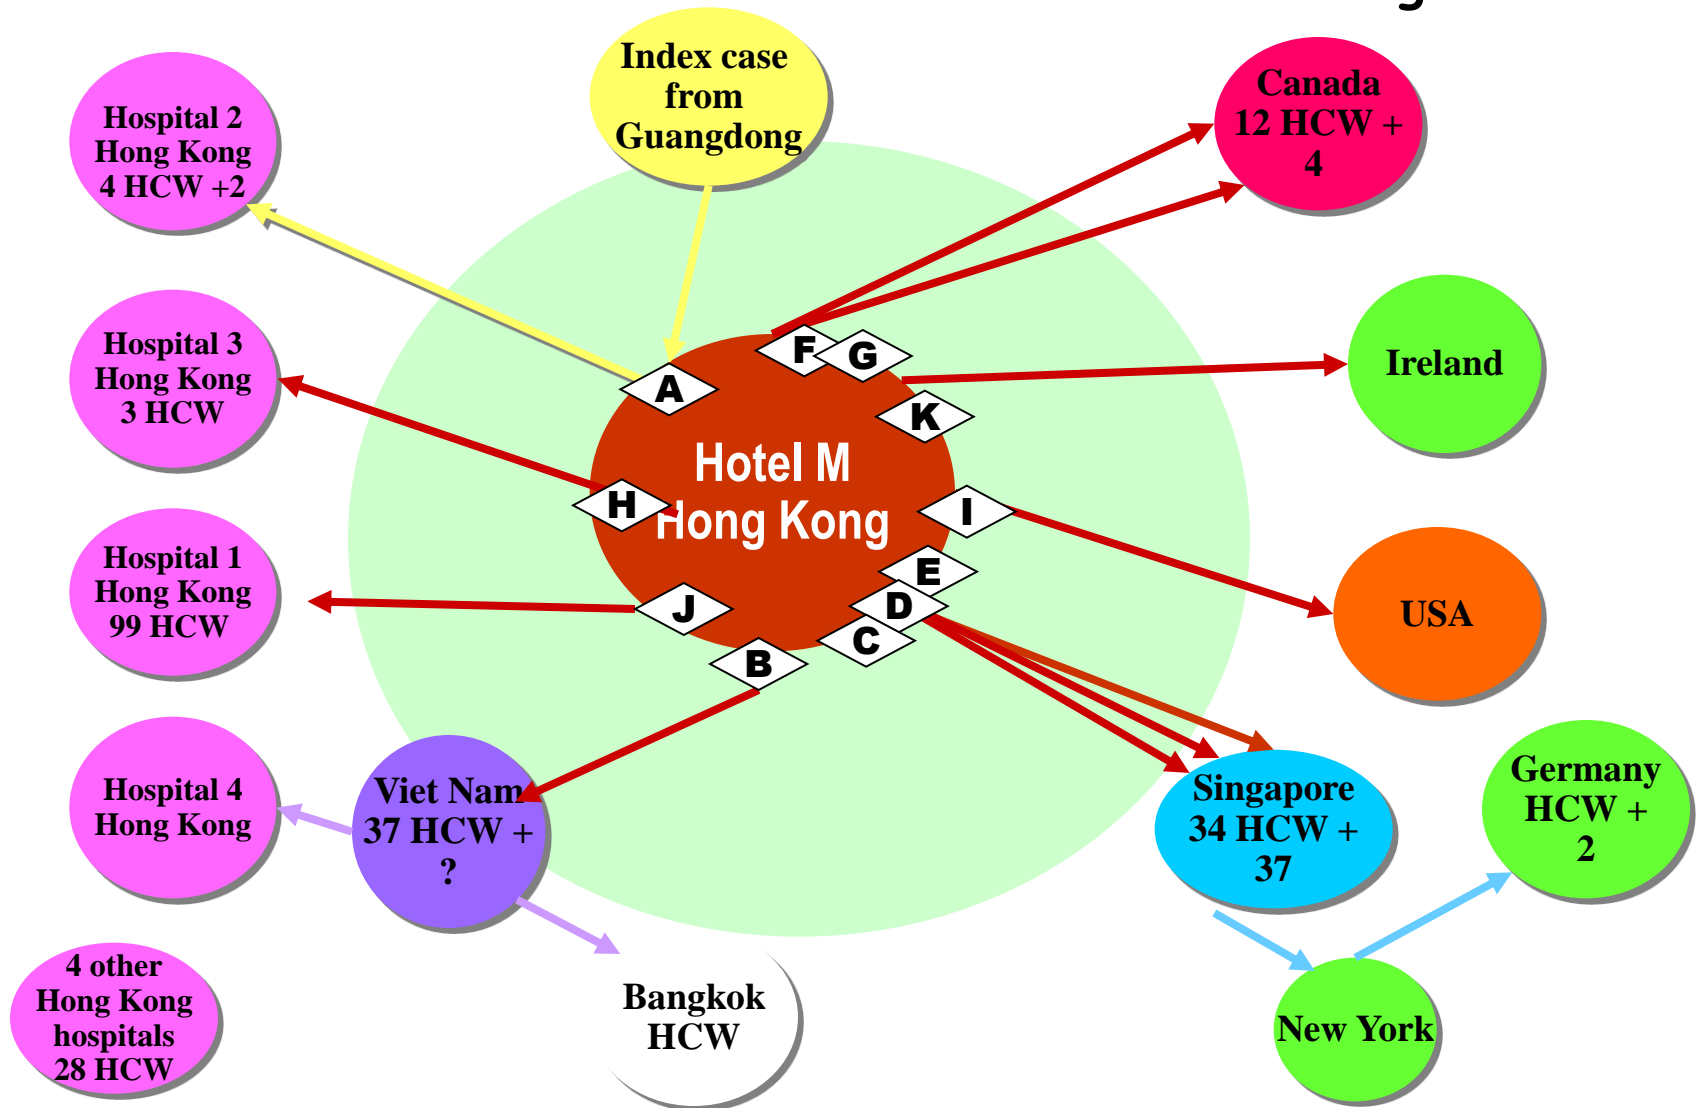 Index case
from
Guangdong
Canada
12 HCW +
4
Hospital 2
Hong Kong
4 HCW +2
Hospital 3
Hong Kong
3 HCW
Ireland
F
G
A
K
Hotel M
Hong Kong
H
I
E
D
C
J
B
Hospital 1
Hong Kong
99 HCW
USA
Hospital 4
Hong Kong
Viet Nam
37 HCW +
?
Singapore
34 HCW +
37
Germany
HCW +
2
4 other
Hong Kong
hospitals
28 HCW
Bangkok
HCW
New York